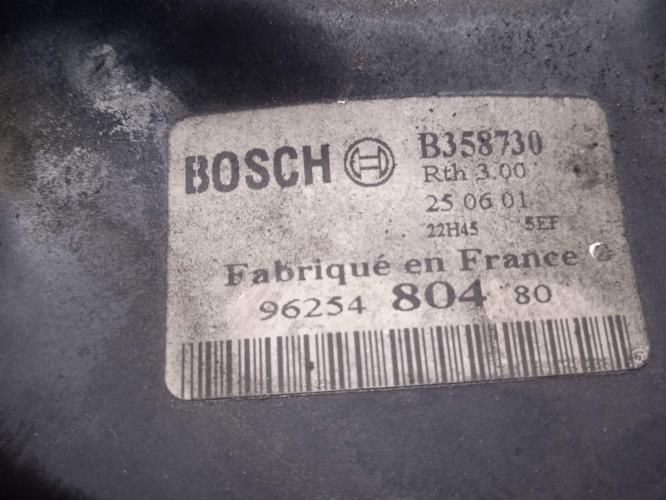 BOSCH B358730
Rth 3.00
25 06 01
22H45 5EF
Fabriqué en France
96254 804 80